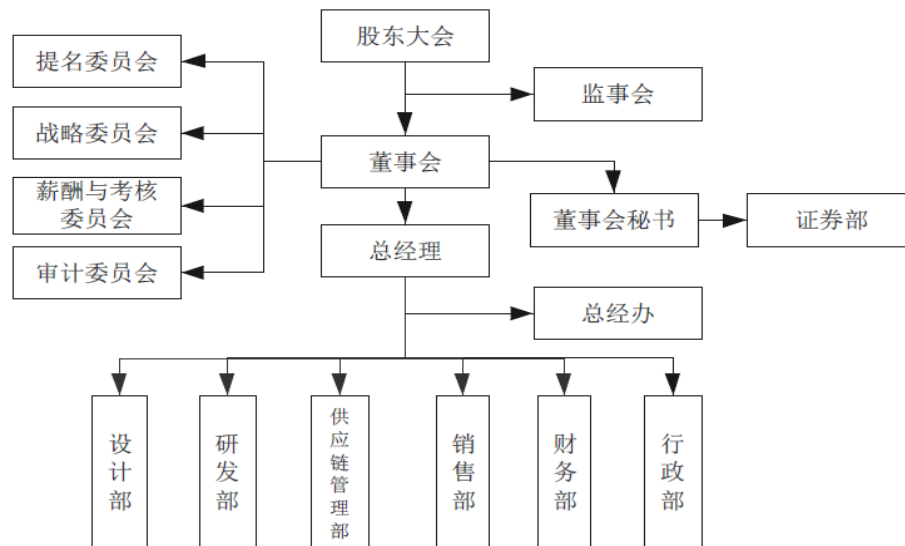 股东大会
提名委员会
监事会
战略委员会
董事会
薪酬与考核
委员会
董事会秘书
证券部
总经理
审计委员会
总经办
设计部
研发部
供应链管理部
销售部
财务部
行政部